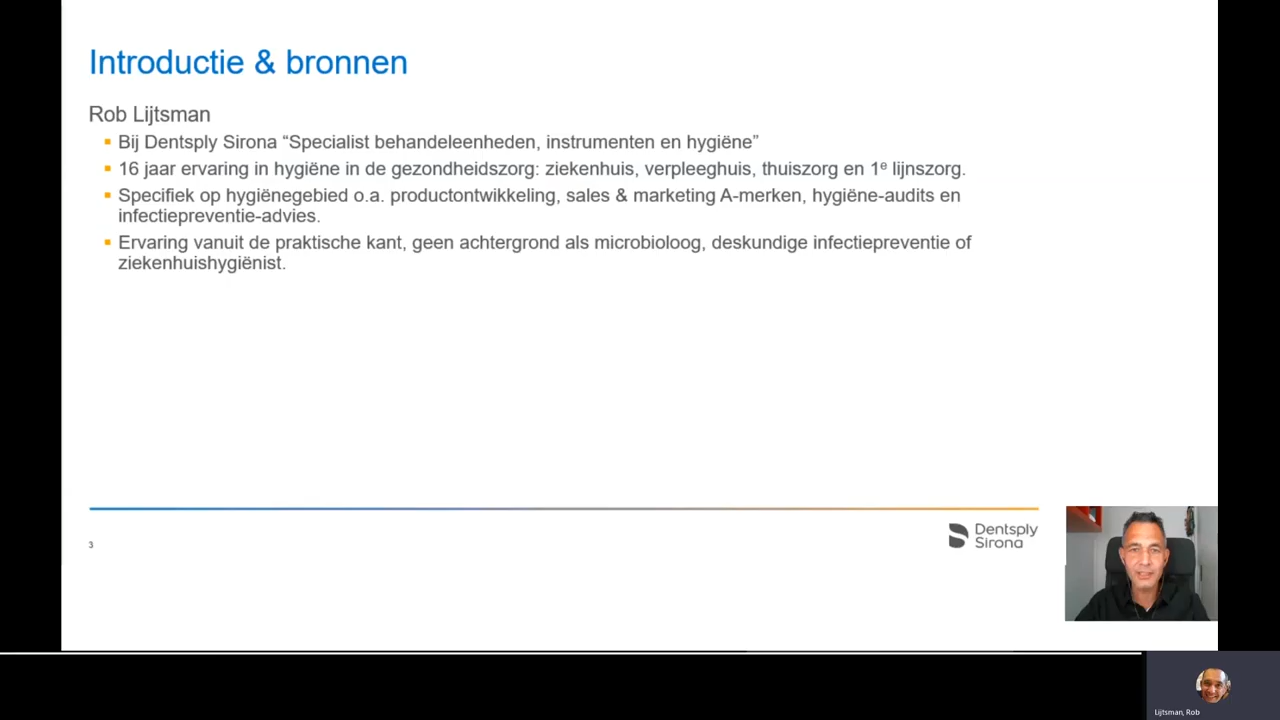 Introductie & bronnen
Rob Lijtsman
Bij Dentsply Sirona “Specialist behandeleenheden, instrumenten en hygiëne”
16 jaar ervaring in hygiëne in de gezondheidszorg: ziekenhuis, verpleeghuis, thuiszorg en 1e lijnszorg.
Specifiek op hygiënegebied o.a. productontwikkeling, sales & marketing A-merken, hygiëne-audits en
infectiepreventie-advies.
Ervaring vanuit de praktische kant, geen achtergrond als microbioloog, deskundige infectiepreventie of
ziekenhuishygiënist.
Dentsply
Sirona
3
Lijtsman, Rob